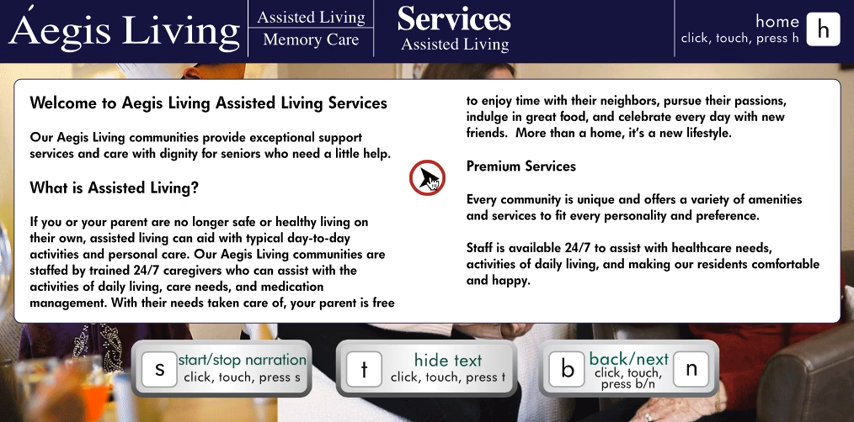 Áegis Living
Assisted Living
Memory Care
Services
Assisted Living
home
click, touch, press h
h
Welcome to Aegis Living Assisted Living Services
Our Aegis Living communities provide exceptional support
services and care with dignity for seniors who need a little help.
What is Assisted Living?
If you or your parent are no longer safe or healthy living on
their own, assisted living can aid with typical day-to-day
activities and personal care. Our Aegis Living communities are
staffed by trained 24/7 caregivers who can assist with the
activities of daily living, care needs, and medication
management. With their needs taken care of, your parent is free
to enjoy time with their neighbors, pursue their passions,
indulge in great food, and celebrate every day with new
friends.  More than a home, it's a new lifestyle.
Premium Services
Every community is unique and offers a variety of amenities
and services to fit every personality and preference.
Staff is available 24/7 to assist with healthcare needs,
activities of daily living, and making our residents comfortable
and happy.
s
start/stop narration
click, touch, press s
t
hide text
click, touch, press t
b
back/next
click, touch,
press b/n
n